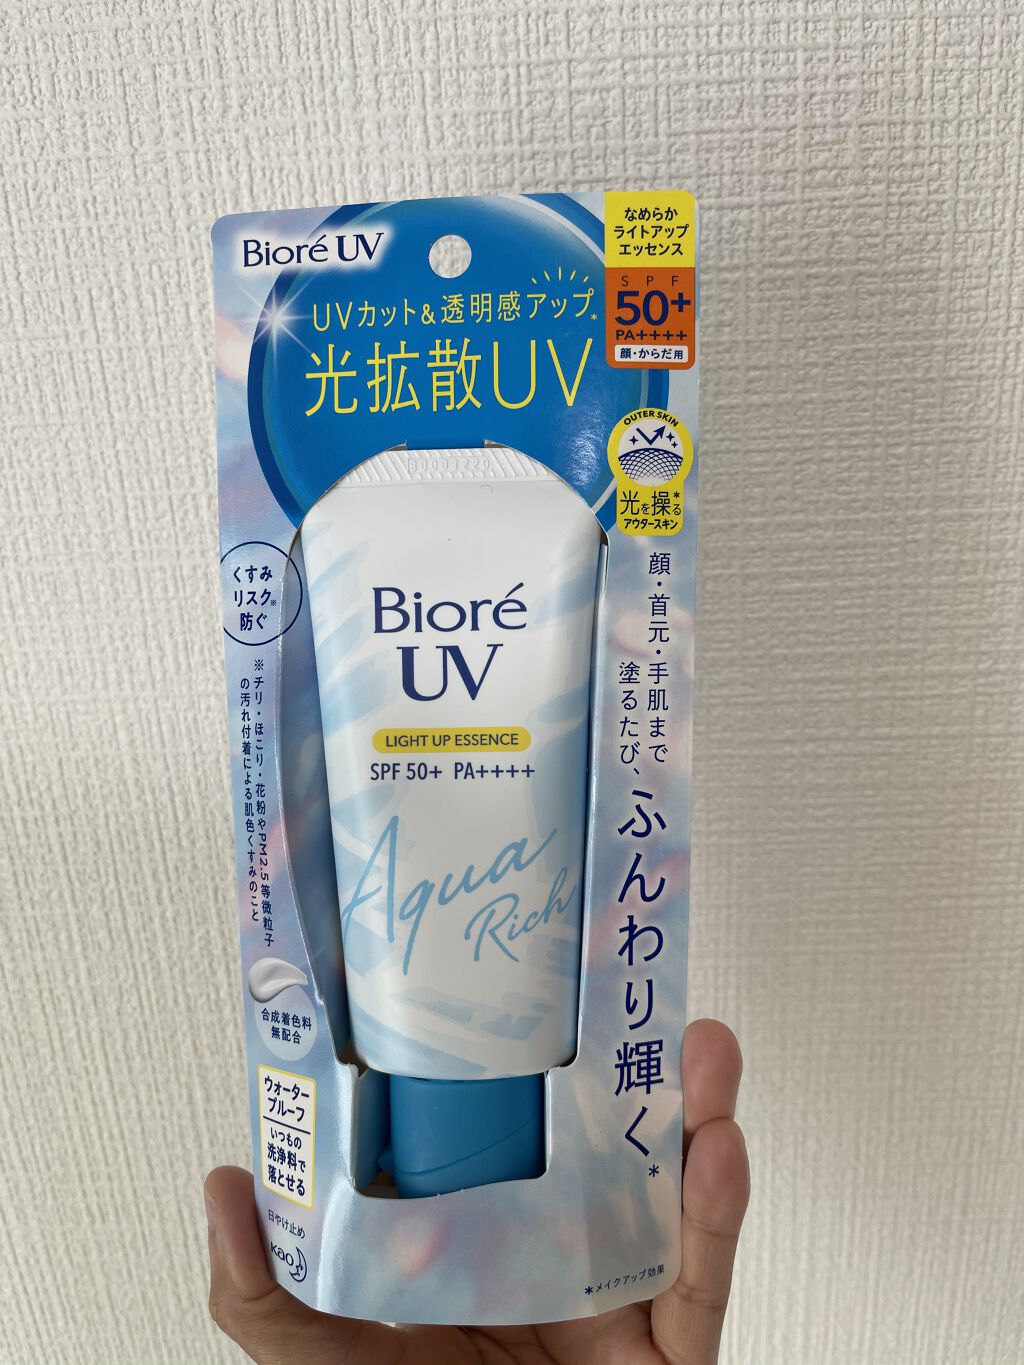 Bioré UV
なめらか
ライトアップ
エッセンス
SPF
50+
PA++++
顔・からだ用
UVカット&透明感アップ*
光拡散UV
OUTER SKIN
光を操る*
アウタースキン
30003220
くすみ
リスク※
防ぐ
※チリ・ほこり・花粉やPM2.5等微粒子
の汚れ付着による肌色くすみのこと
Bioré
UV
LIGHT UP ESSENCE
SPF 50+ PA++++
Aqua
Rich
顔・首元・手肌まで
塗るたび、ふんわり輝く*
合成着色料
無配合
ウォーター
プルーフ
いつもの
洗浄料で
落とせる
日やけ止め
kao
*メイクアップ効果